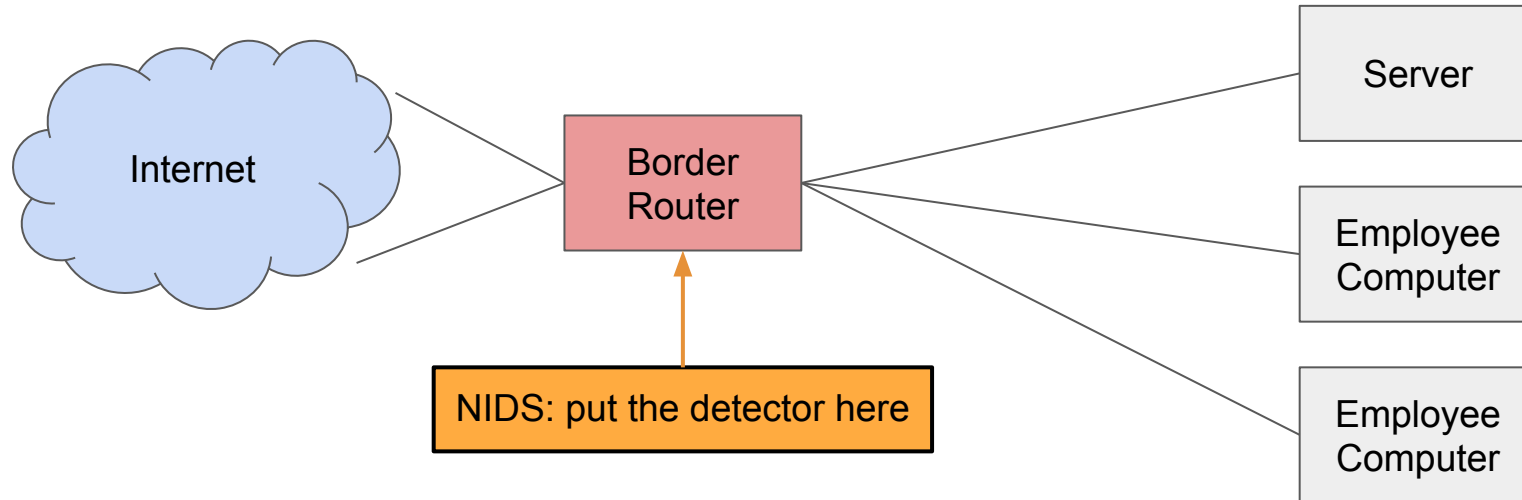 Internet
Border
Router
NIDS: put the detector here
Server
Employee
Computer
Employee
Computer